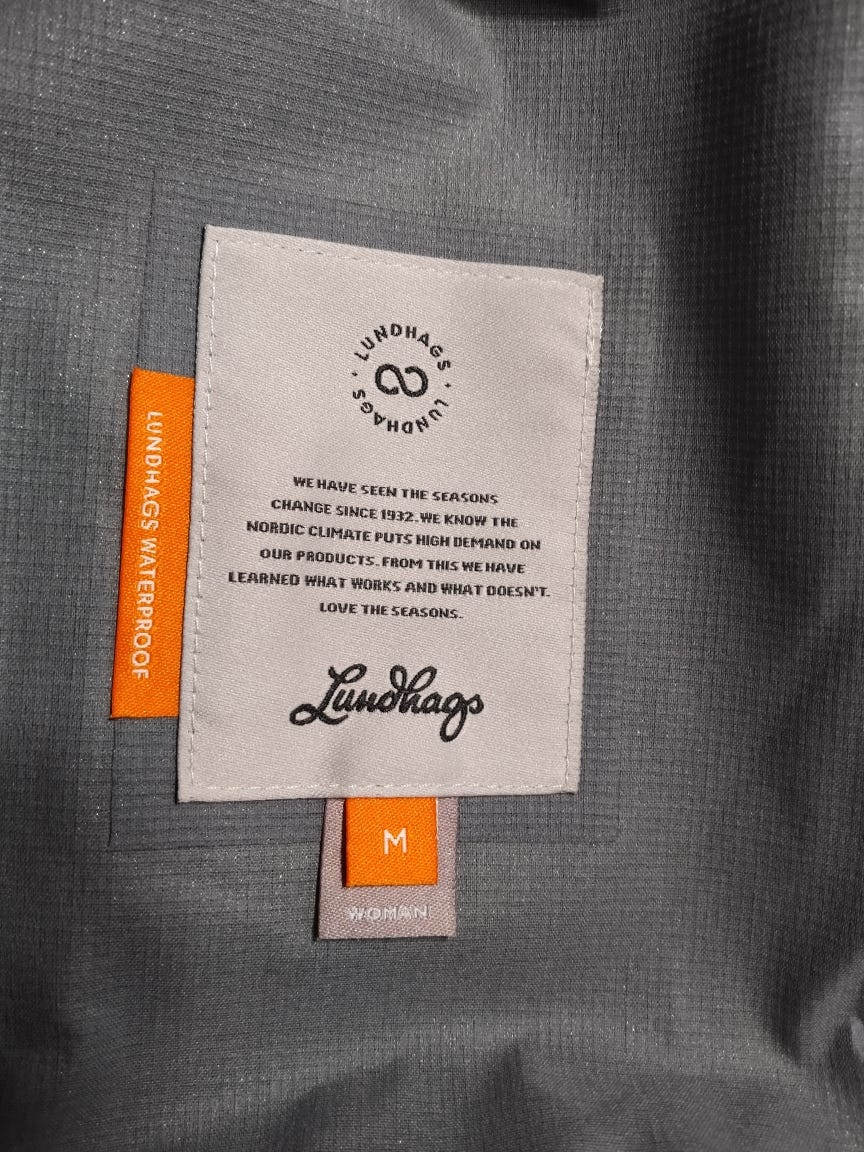 LUNDHAGS · LUNDHAGS ·
WE HAVE SEEN THE SEASONS
CHANGE SINCE 1932. WE KNOW THE
NORDIC CLIMATE PUTS HIGH DEMAND ON
OUR PRODUCTS. FROM THIS WE HAVE
LEARNED WHAT WORKS AND WHAT DOESN'T.
LOVE THE SEASONS.
Lundhags
LUNDHAGS WATERPROOF
M
WOMAN